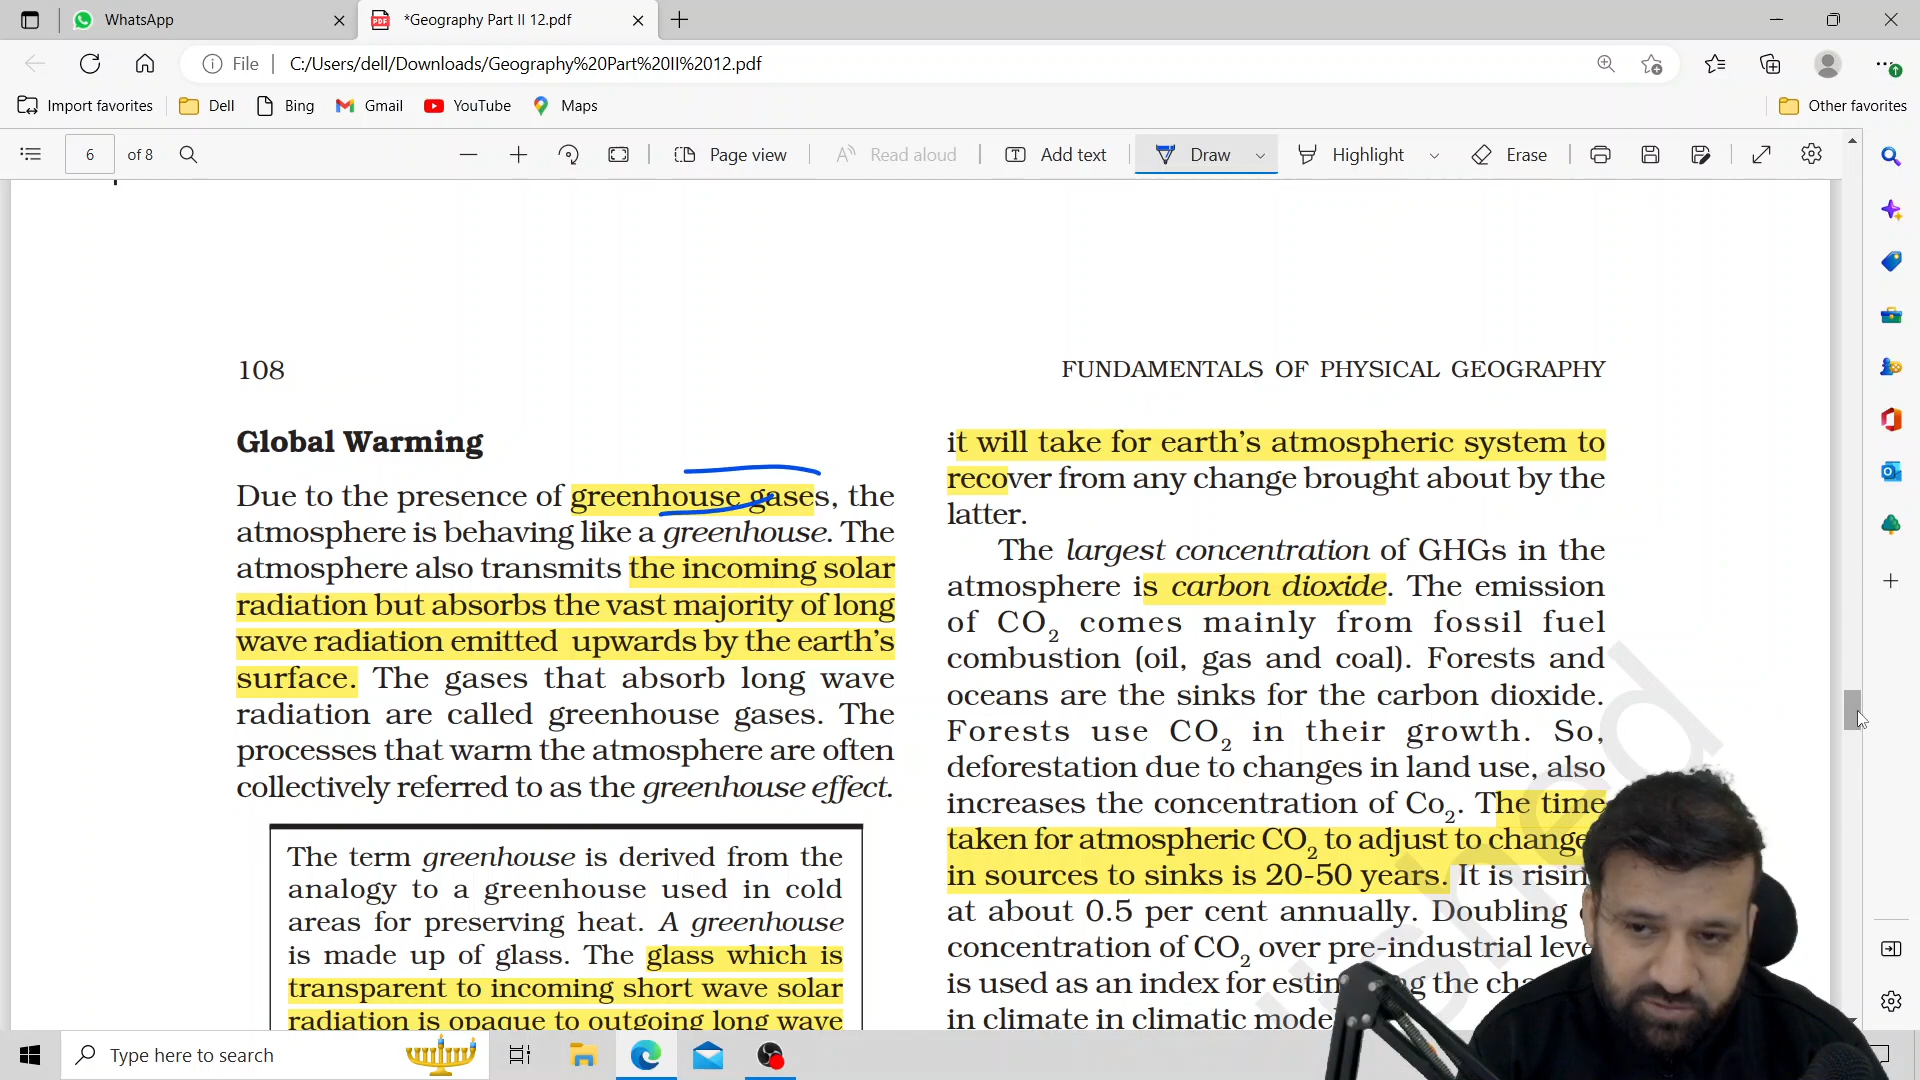 WhatsApp
*Geography Part II 12.pdf
File
C:/Users/dell/Downloads/Geography%20Part%20II%2012.pdf
Import favorites
Dell
Bing
Gmail
YouTube
Maps
Other favorites
6 of 8
Page view
Read aloud
Add text
Draw
Highlight
Erase
108
FUNDAMENTALS OF PHYSICAL GEOGRAPHY
Global Warming
Due to the presence of greenhouse gases, the
atmosphere is behaving like a greenhouse. The
atmosphere also transmits the incoming solar
radiation but absorbs the vast majority of long
wave radiation emitted upwards by the earth's
surface. The gases that absorb long wave
radiation are called greenhouse gases. The
processes that warm the atmosphere are often
collectively referred to as the greenhouse effect.
The term greenhouse is derived from the
analogy to a greenhouse used in cold
areas for preserving heat. A greenhouse
is made up of glass. The glass which is
transparent to incoming short wave solar
radiation is opaque to outgoing long wave
it will take for earth's atmospheric system to
recover from any change brought about by the
latter.
The largest concentration of GHGs in the
atmosphere is carbon dioxide. The emission
of CO2 comes mainly from fossil fuel
combustion (oil, gas and coal). Forests and
oceans are the sinks for the carbon dioxide.
Forests use CO2 in their growth. So,
deforestation due to changes in land use, also
increases the concentration of Co2. The time
taken for atmospheric CO2 to adjust to change
in sources to sinks is 20-50 years. It is risin
at about 0.5 per cent annually. Doubling
concentration of CO2 over pre-industrial leve
is used as an index for estim g the cha
in climate in climatic mode
Type here to search